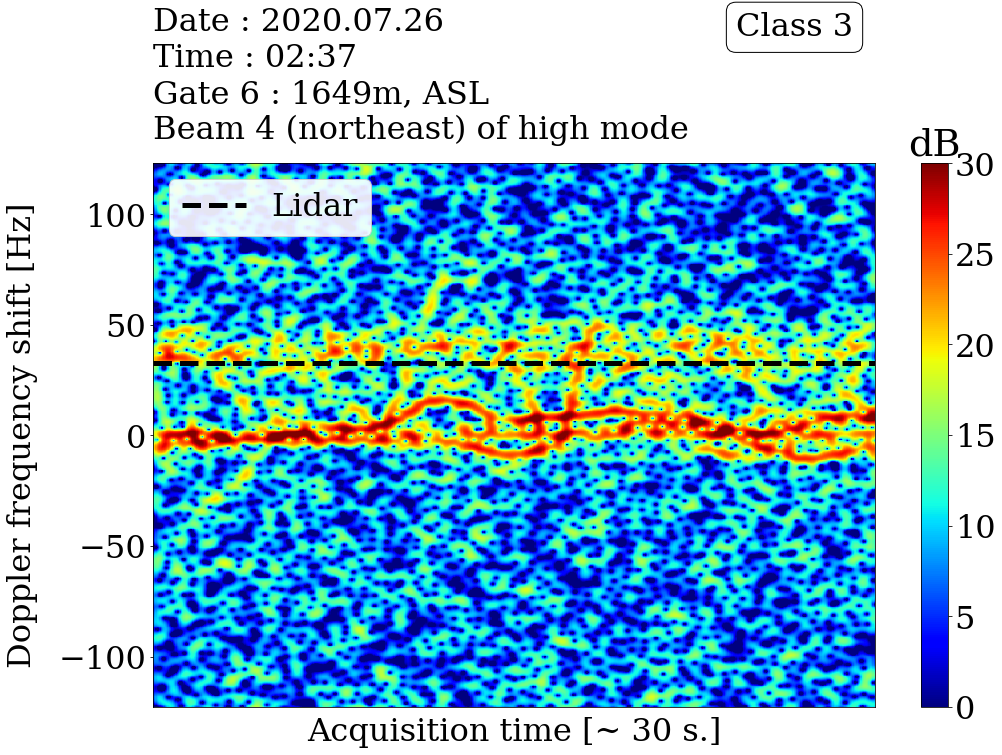 Date : 2020.07.26
Time : 02:37
Gate 6 : 1649m, ASL
Beam 4 (northeast) of high mode
Class 3
dB
Lidar
Doppler frequency shift [Hz]
100
50
0
−50
−100
30
25
20
15
10
5
0
Acquisition time [~ 30 s.]